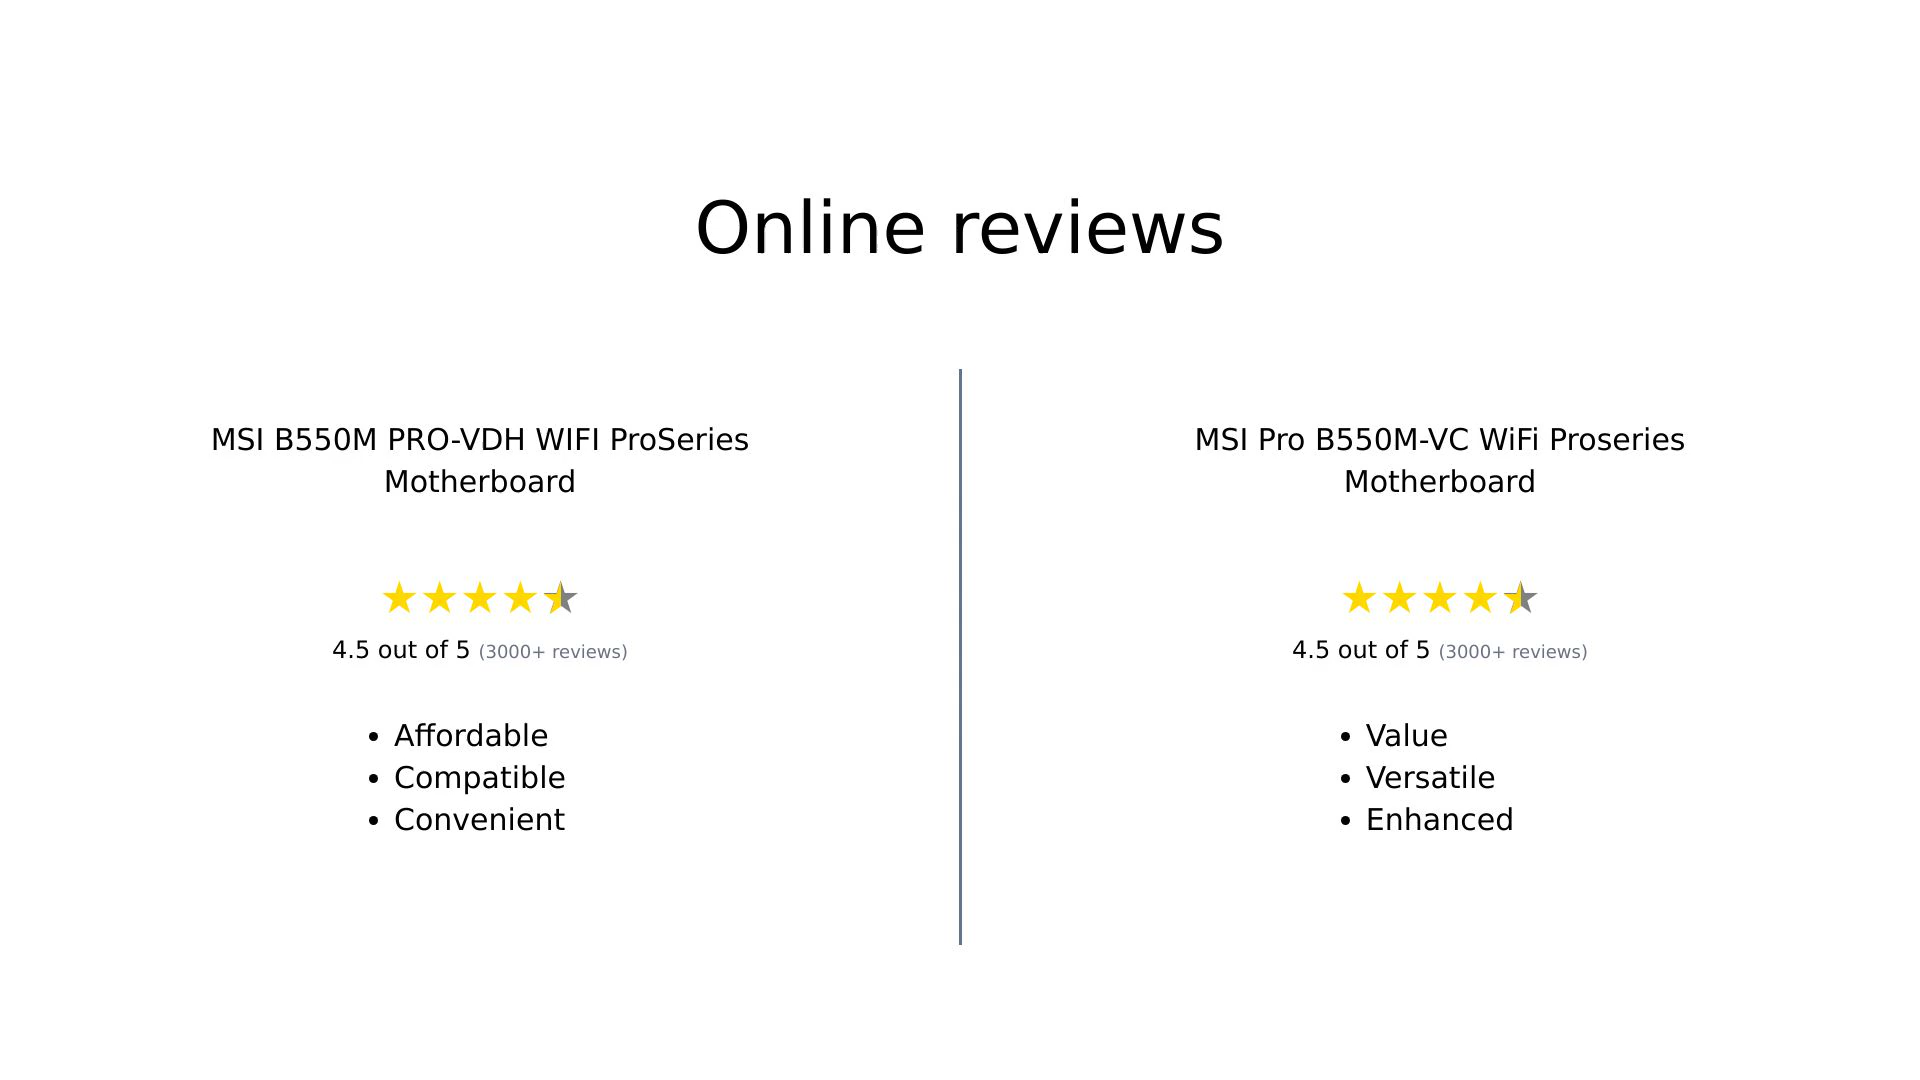 Online reviews
MSI B550M PRO-VDH WIFI ProSeries
Motherboard
4.5 out of 5 (3000+ reviews)
• Affordable
• Compatible
• Convenient
MSI Pro B550M-VC WiFi Proseries
Motherboard
4.5 out of 5 (3000+ reviews)
• Value
• Versatile
• Enhanced